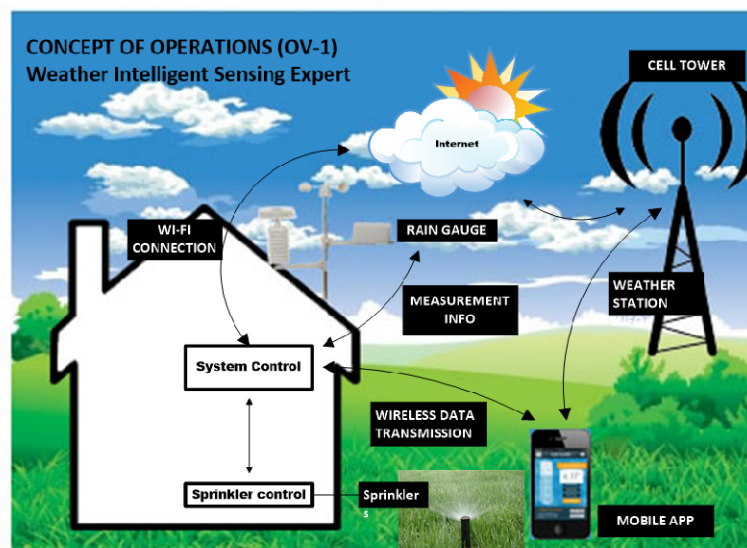 CONCEPT OF OPERATIONS (OV-1)
Weather Intelligent Sensing Expert
CELL TOWER
Internet
WI-FI
CONNECTION
RAIN GAUGE
MEASUREMENT
INFO
WEATHER
STATION
System Control
WIRELESS DATA
TRANSMISSION
Sprinkler control
Sprinkler
s
MOBILE APP